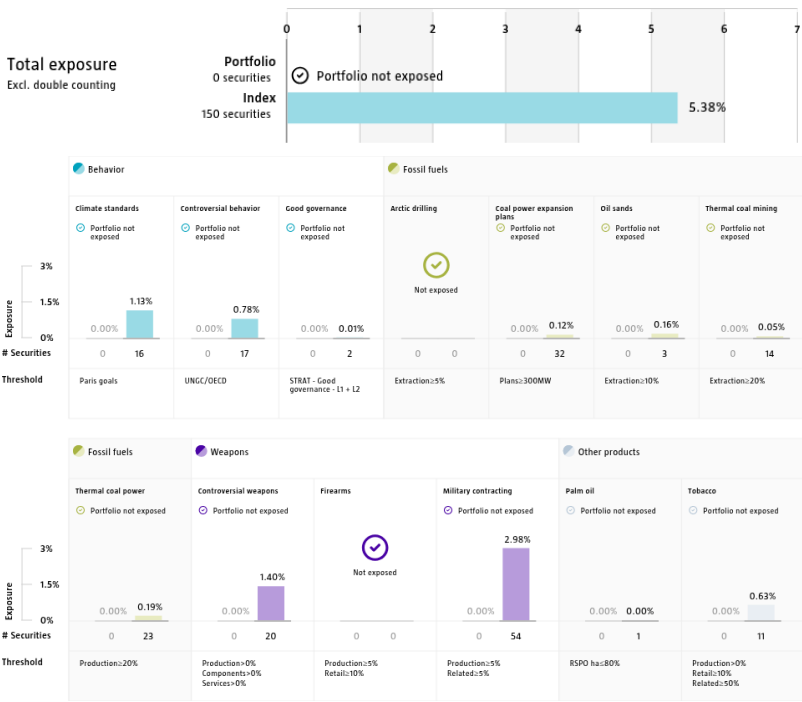 0 1 2 3 4 5 6 7
Total exposure
Excl. double counting
Portfolio
0 securities
Portfolio not exposed
Index
150 securities
5.38%
Behavior
Fossil fuels
Climate standards
Controversial behavior
Good governance
Arctic drilling
Coal power expansion
plans
Oil sands
Thermal coal mining
Portfolio not
exposed
Portfolio not
exposed
Portfolio not
exposed
Not exposed
Portfolio not
exposed
Portfolio not
exposed
Portfolio not
exposed
Exposure
3%
1.5%
0%
0.00% 1.13%
0.00% 0.78%
0.00% 0.01%
0.00% 0.12%
0.00% 0.16%
0.00% 0.05%
# Securities 0 16 0 17 0 2 0 0 0 32 0 3 0 14
Threshold
Paris goals
UNGC/OECD
STRAT - Good
governance - L1 + L2
Extraction≥5%
Plans≥300MW
Extraction≥10%
Extraction≥20%
Fossil fuels
Weapons
Other products
Thermal coal power
Controversial weapons
Firearms
Military contracting
Palm oil
Tobacco
Portfolio not exposed
Portfolio not exposed
Not exposed
Portfolio not exposed
Portfolio not exposed
Portfolio not exposed
Exposure
3%
1.5%
0%
0.00% 0.19%
0.00% 1.40%
0.00% 2.98%
0.00% 0.00%
0.00% 0.63%
# Securities 0 23 0 20 0 0 0 54 0 1 0 11
Threshold
Production≥20%
Production>0%
Components>0%
Services>0%
Production≥5%
Retail≥10%
Production≥5%
Related≥5%
RSPO ha≤80%
Production>0%
Retail≥10%
Related≥50%